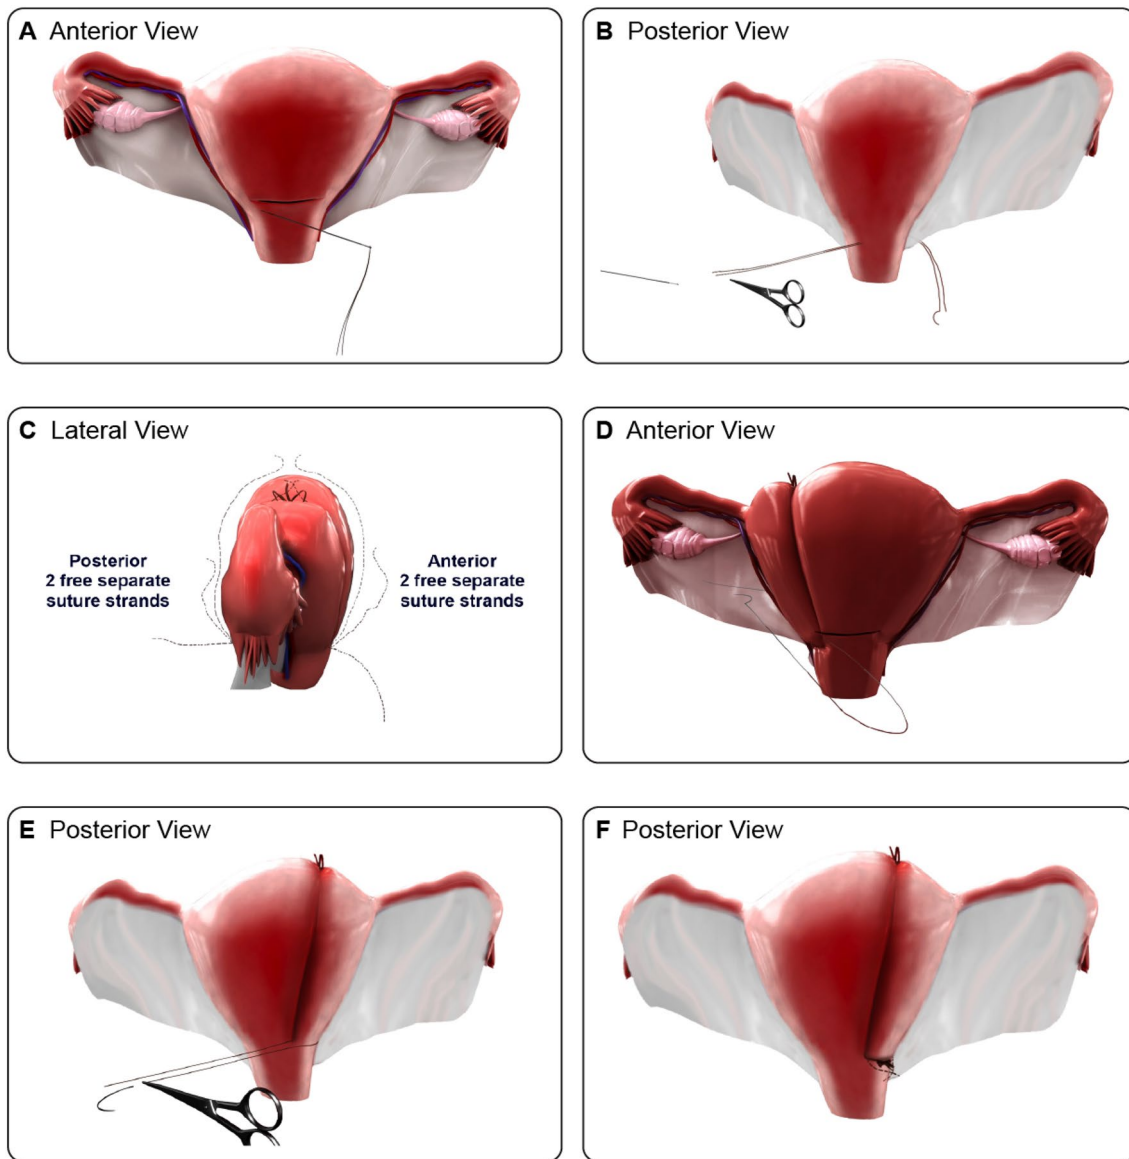 A Anterior View
B Posterior View
C Lateral View
Posterior
2 free separate
suture strands
Anterior
2 free separate
suture strands
D Anterior View
E Posterior View
F Posterior View